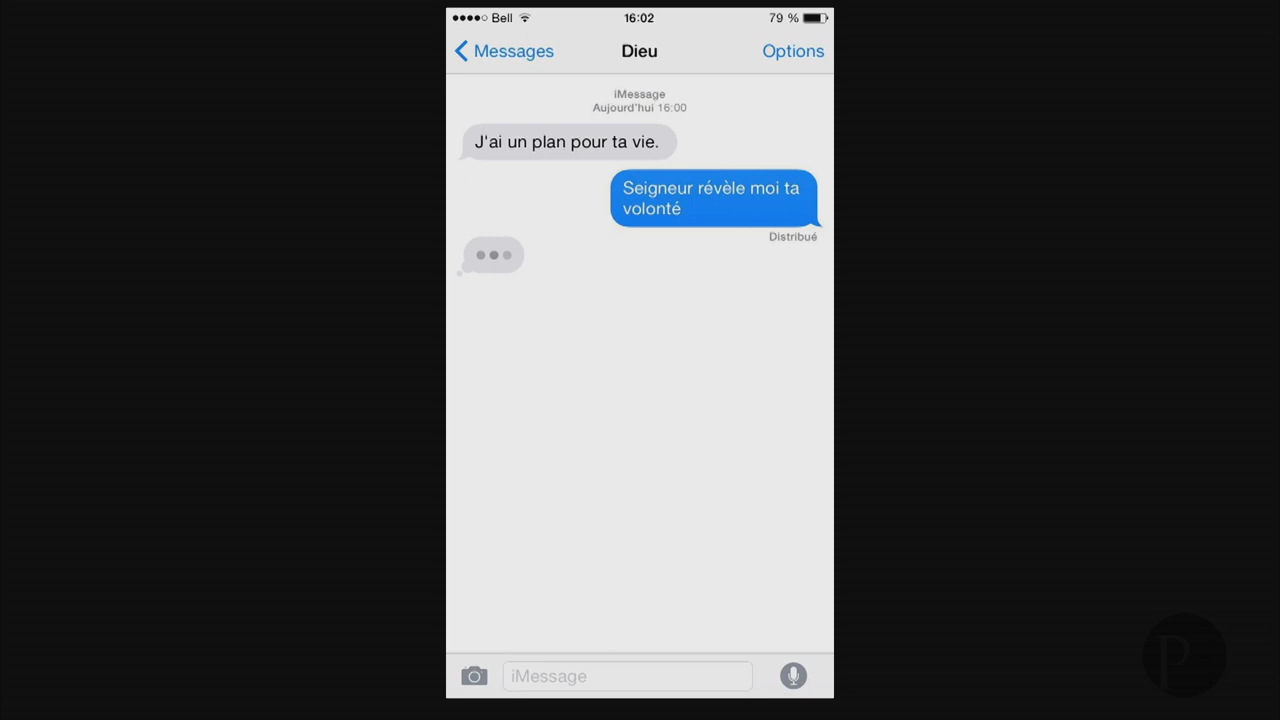 Bell 16:02 79 %
Messages Dieu Options
iMessage
Aujourd'hui 16:00
J'ai un plan pour ta vie.
Seigneur révèle moi ta
volonté
Distribué
iMessage
P